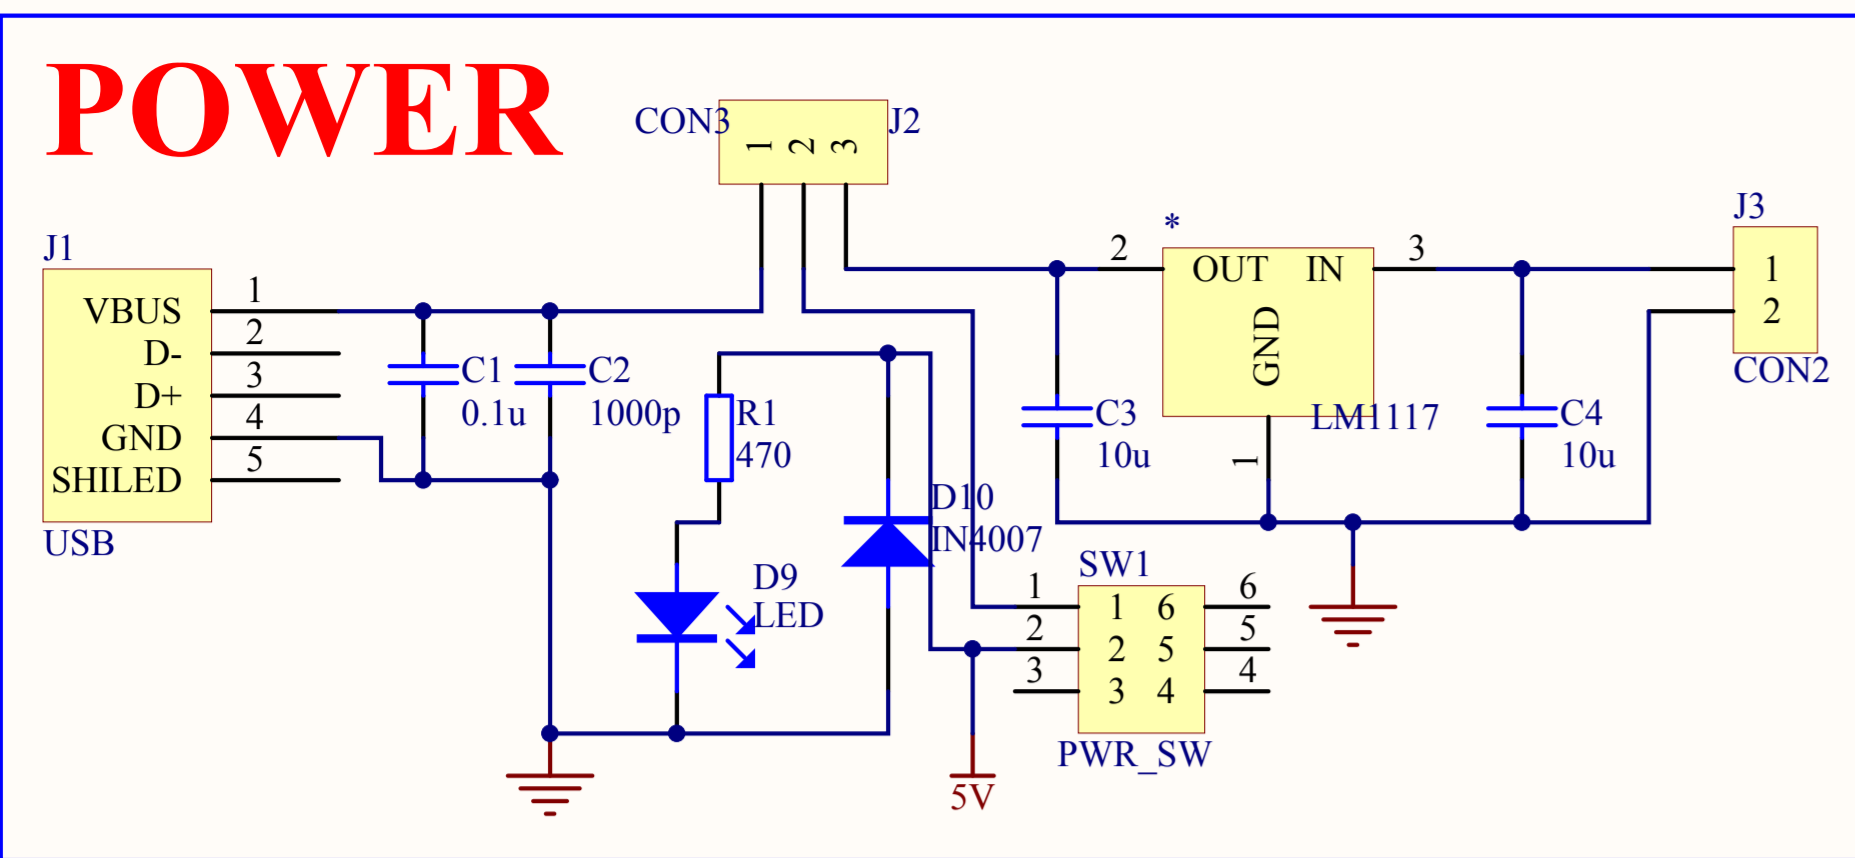 POWER
CON3
J2
1
2
3
J1
VBUS
D-
D+
GND
SHILED
1
2
3
4
5
USB
C1
0.1u
C2
1000p
R1
470
D9
LED
D10
IN4007
*
2
OUT
IN
3
GND
1
LM1117
C3
10u
C4
10u
J3
1
2
CON2
SW1
1
1 6
6
2
2 5
5
3
3 4
4
PWR_SW
5V